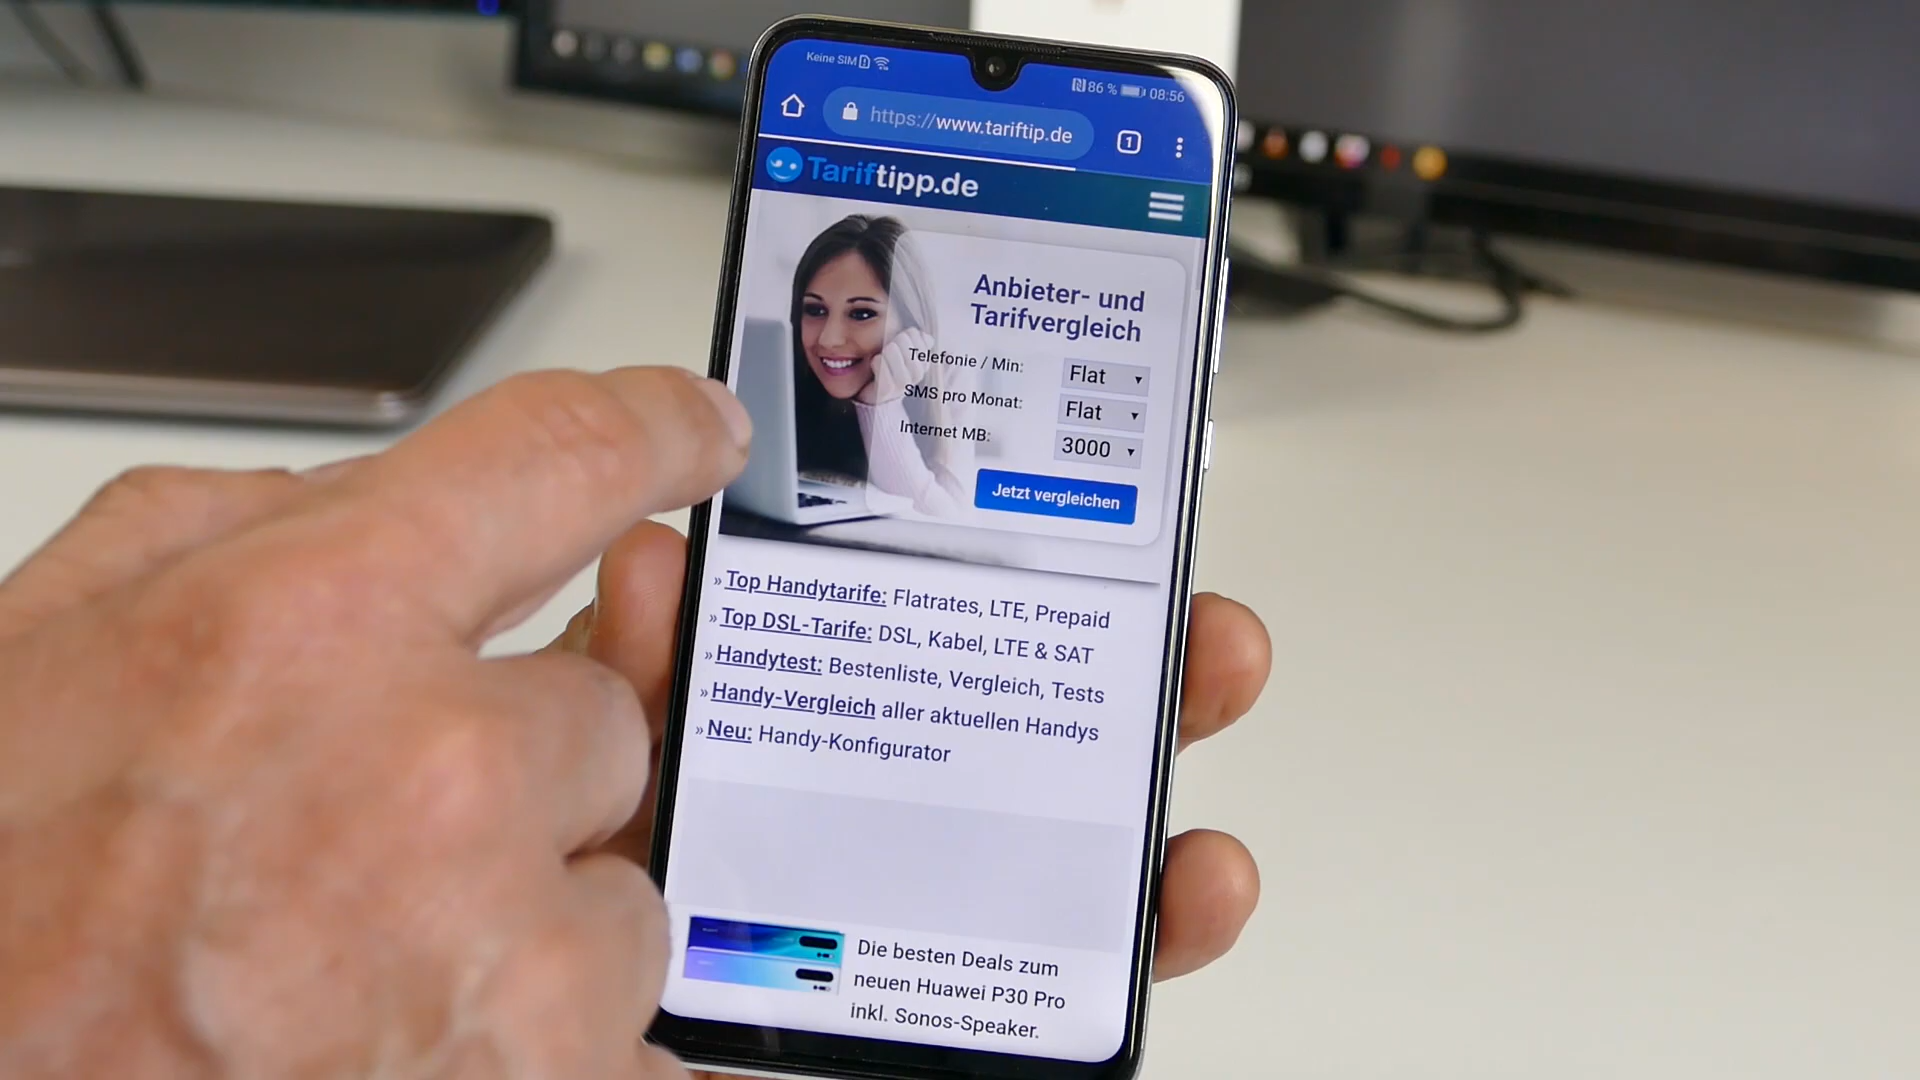 Keine SIM
86 % 08:56
https://www.tariftip.de
1
Tariftipp.de
Anbieter- und
Tarifvergleich
Telefonie / Min: Flat
SMS pro Monat: Flat
Internet MB: 3000
Jetzt vergleichen
» Top Handytarife: Flatrates, LTE, Prepaid
» Top DSL-Tarife: DSL, Kabel, LTE & SAT
» Handytest: Bestenliste, Vergleich, Tests
» Handy-Vergleich aller aktuellen Handys
» Neu: Handy-Konfigurator
Die besten Deals zum
neuen Huawei P30 Pro
inkl. Sonos-Speaker.